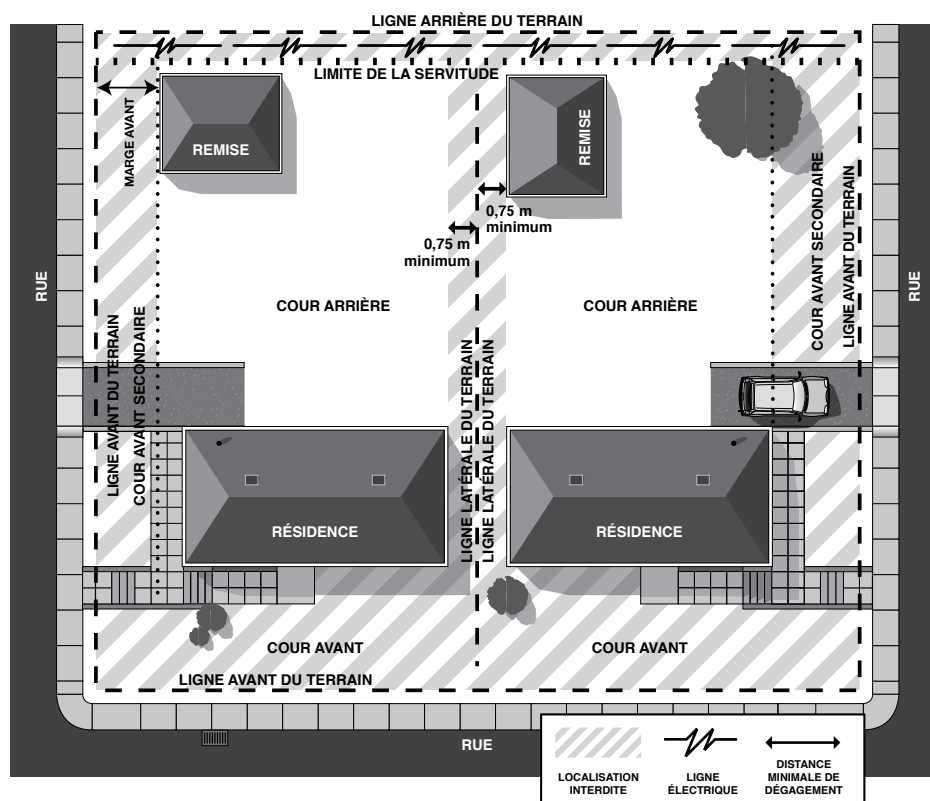 LIGNE ARRIÈRE DU TERRAIN
LIMITE DE LA SERVITUDE
MARGE AVANT
REMISE
REMISE
0,75 m
minimum
0,75 m
minimum
COUR AVANT SECONDAIRE
LIGNE AVANT DU TERRAIN
RUE
RUE
COUR ARRIÈRE
COUR ARRIÈRE
LIGNE AVANT DU TERRAIN
COUR AVANT SECONDAIRE
LIGNE LATÉRALE DU TERRAIN
LIGNE LATÉRALE DU TERRAIN
RÉSIDENCE
RÉSIDENCE
COUR AVANT
COUR AVANT
LIGNE AVANT DU TERRAIN
RUE
LOCALISATION
INTERDITE
LIGNE
ÉLECTRIQUE
DISTANCE
MINIMALE DE
DÉGAGEMENT